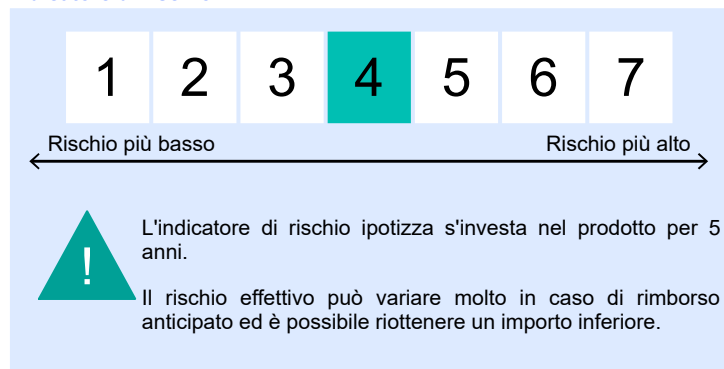 1 2 3 4 5 6 7
Rischio più basso Rischio più alto
L'indicatore di rischio ipotizza s'investa nel prodotto per 5
anni.
!
Il rischio effettivo può variare molto in caso di rimborso
anticipato ed è possibile riottenere un importo inferiore.